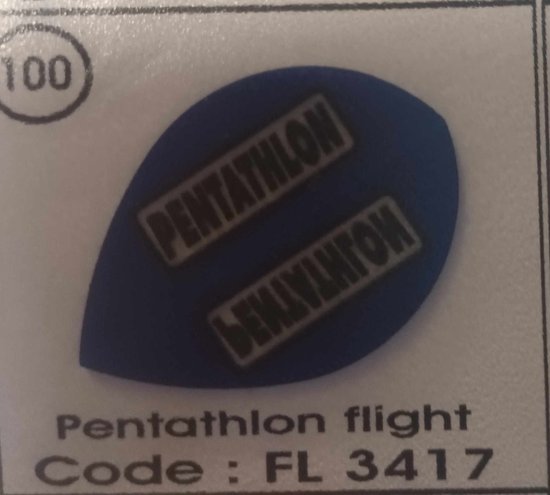 100
PENTATHLON
PENTATHLON
Pentathlon flight
Code : FL 3417